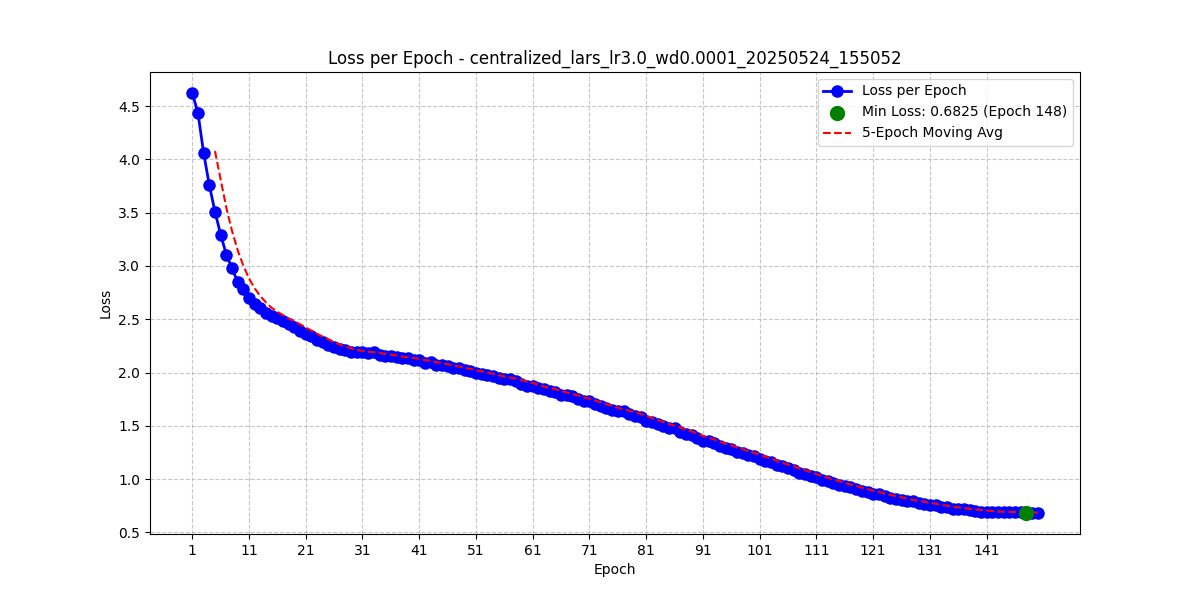 Loss per Epoch - centralized_lars_lr3.0_wd0.0001_20250524_155052
Loss per Epoch
Min Loss: 0.6825 (Epoch 148)
5-Epoch Moving Avg
4.5
4.0
3.5
3.0
2.5
2.0
1.5
1.0
0.5
Loss
1 11 21 31 41 51 61 71 81 91 101 111 121 131 141
Epoch